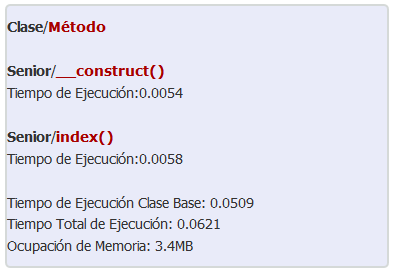 Clase/Método
Senior/__construct()
Tiempo de Ejecución:0.0054
Senior/index()
Tiempo de Ejecución:0.0058
Tiempo de Ejecución Clase Base: 0.0509
Tiempo Total de Ejecución: 0.0621
Ocupación de Memoria: 3.4MB